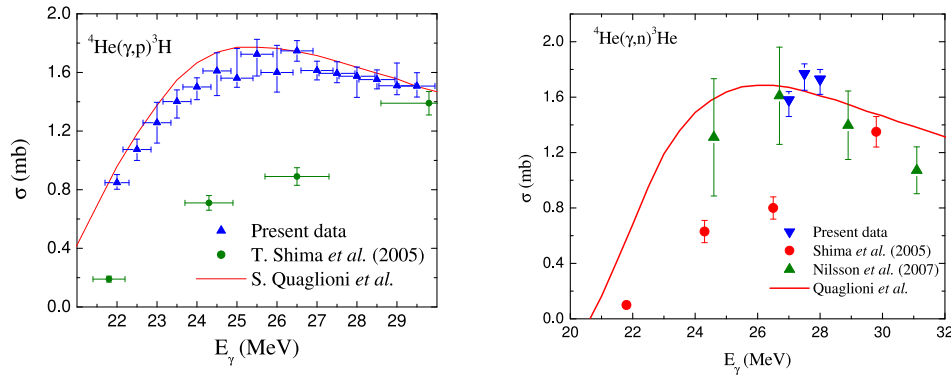 ⁴He(γ,p)³H
σ (mb)
2.0
1.6
1.2
0.8
0.4
0.0
Present data
T. Shima et al. (2005)
S. Quaglioni et al.
22 23 24 25 26 27 28 29
E_γ (MeV)
⁴He(γ,n)³He
σ (mb)
2.0
1.6
1.2
0.8
0.4
0.0
Present data
Shima et al. (2005)
Nilsson et al. (2007)
Quaglioni et al.
20 22 24 26 28 30 32
E_γ (MeV)